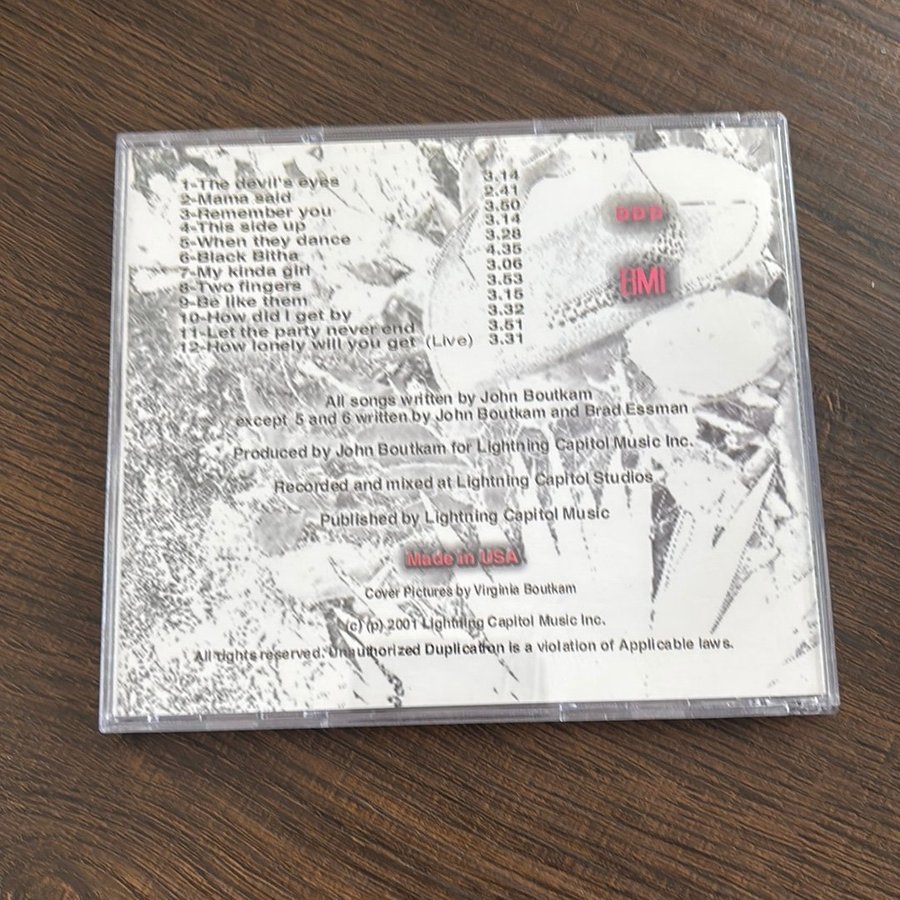 1-The devil's eyes 3.14
2-Mama said 2.41
3-Remember you 3.50
4-This side up 3.14
5-When they dance 3.28
6-Black Bitha 4.35
7-My kinda girl 3.06
8-Two fingers 3.53
9-Be like them 3.15
10-How did I get by 3.32
11-Let the party never end 3.51
12-How lonely will you get (Live) 3.31
DDD
BMI
All songs written by John Boutkam
except 5 and 6 written by John Boutkam and Brad Essman
Produced by John Boutkam for Lightning Capitol Music Inc.
Recorded and mixed at Lightning Capitol Studios
Published by Lightning Capitol Music
Made in USA
Cover Pictures by Virginia Boutkam
(c) (p) 2001 Lightning Capitol Music Inc.
All rights reserved. Unauthorized Duplication is a violation of Applicable laws.